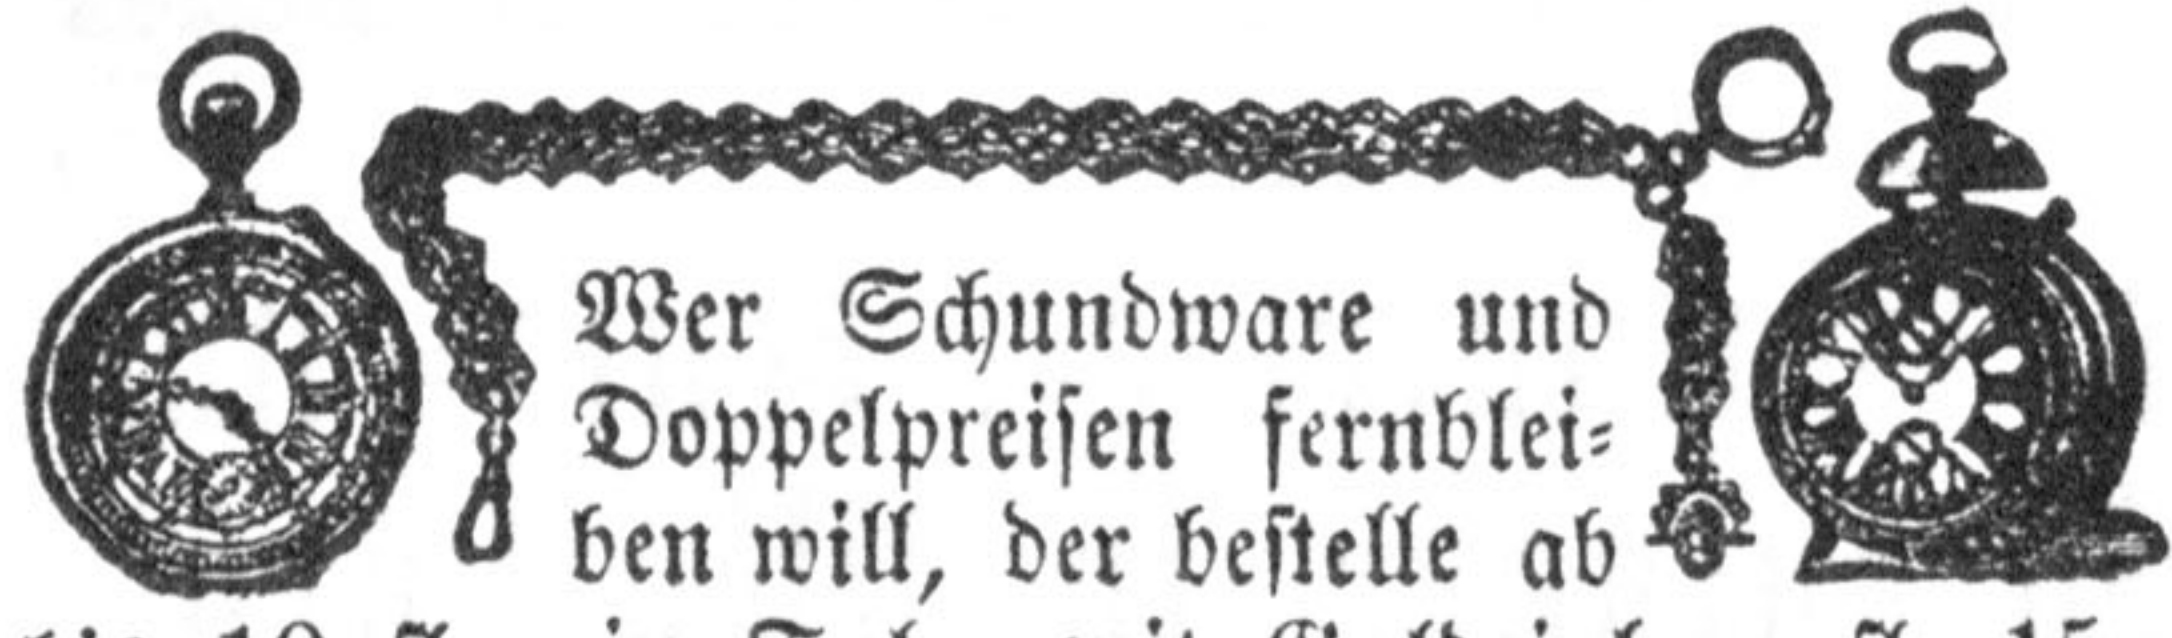 Wer Schundware und
Doppelpreisen fernblei⸗
ben will, der bestelle ab